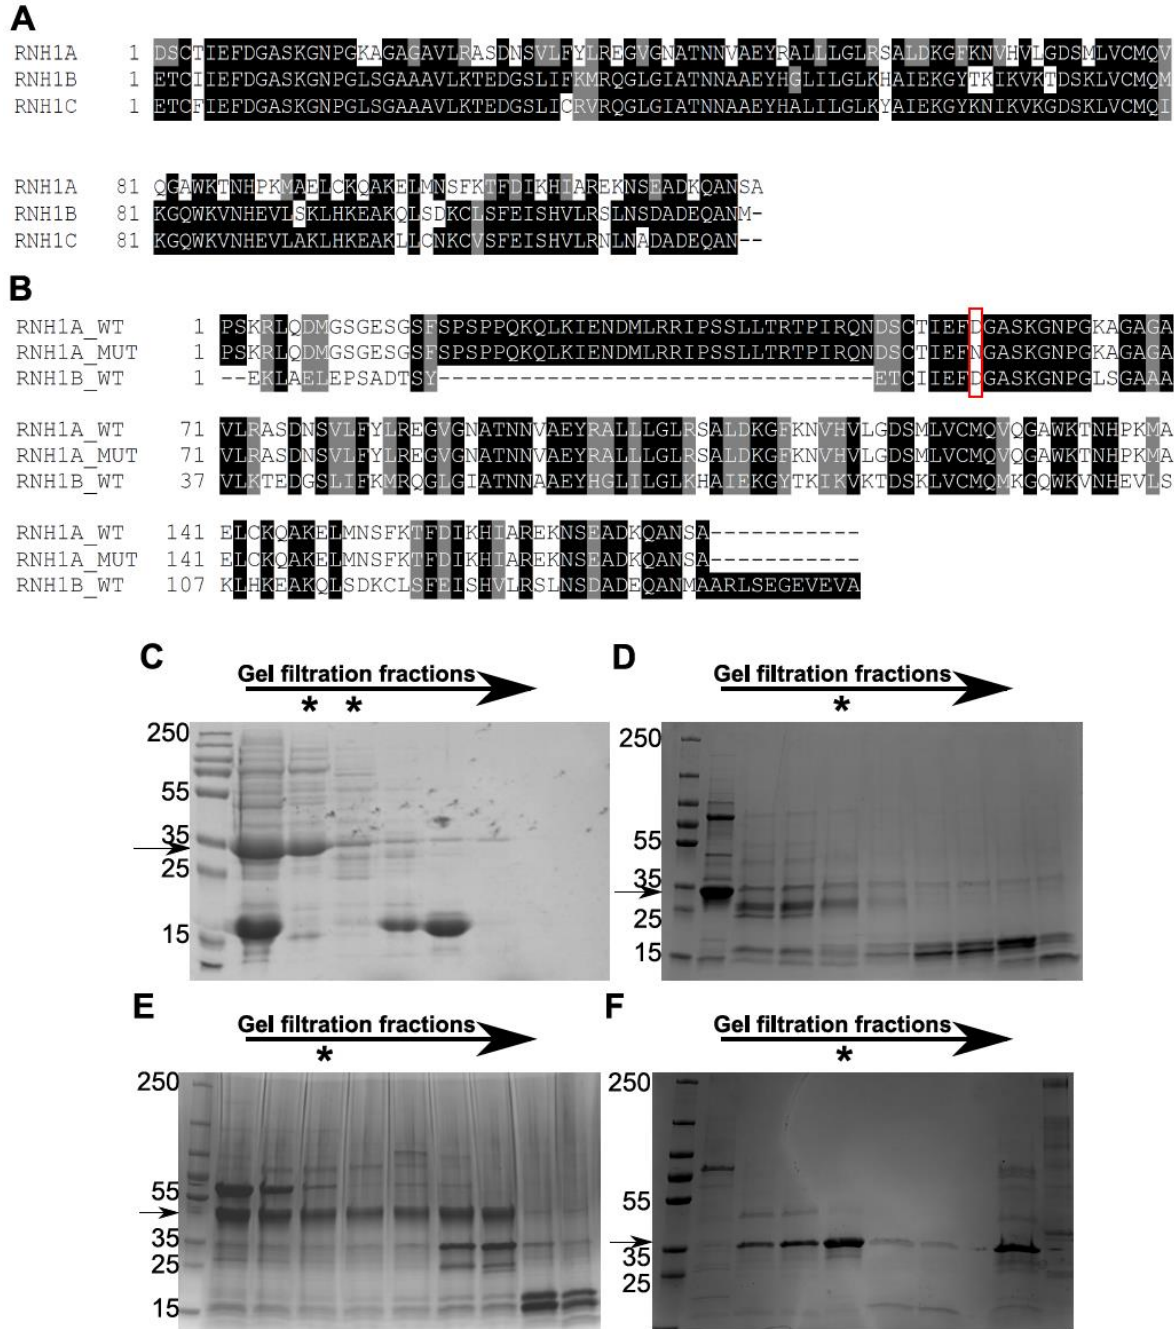 A
RNH1A 1 DSCTIEFDGASKGNPGKAGAGAVLRASDNSVLFYLREGVGNATNNVAEYRALLLGLRSALDKGFKNVHVLGDSMLVCMQV
RNH1B 1 ETCIIEFDGASKGNPGLSGAAAVLKTEDGSLIFKMRQGLGIATNNAAEYHGLILGLKHAIEKGYTKIKVKTDSKLVCMQM
RNH1C 1 ETCFIEFDGASKGNPGLSGAAAVLKTEDGSLICRVRQGLGIATNNAAEYHALILGLKYAIEKGYKNIKVKGDSKLVCMQI
RNH1A 81 QGAWKTNHPKMAELCKQAKELMNSFKTFDIKHIAREKNSEADKQANSA
RNH1B 81 KGQWKVNHEVLSKLHKEAKQLSDKCLSFEISHVLRSLNSDADEQANM-
RNH1C 81 KGQWKVNHEVLAKLHKEAKLLCNKCVSFEISHVLRNLNADADEQAN--
B
RNH1A_WT 1 PSKRLQDMGSGESGSFSPSPPQKQLKIENDMLRRIPSSLLTRTPIRQNDSCTIEFDGASKGNPGKAGAGA
RNH1A_MUT 1 PSKRLQDMGSGESGSFSPSPPQKQLKIENDMLRRIPSSLLTRTPIRQNDSCTIEFNGASKGNPGKAGAGA
RNH1B_WT 1 --EKLAELEPSADTSY--------------------------------ETCIIEFDGASKGNPGLSGAAA
RNH1A_WT 71 VLRASDNSVLFYLREGVGNATNNVAEYRALLLGLRSALDKGFKNVHVLGDSMLVCMQVQGAWKTNHPKMA
RNH1A_MUT 71 VLRASDNSVLFYLREGVGNATNNVAEYRALLLGLRSALDKGFKNVHVLGDSMLVCMQVQGAWKTNHPKMA
RNH1B_WT 37 VLKTEDGSLIFKMRQGLGIATNNAAEYHGLILGLKHAIEKGYTKIKVKTDSKLVCMQMKGQWKVNHEVLS
RNH1A_WT 141 ELCKQAKELMNSFKTFDIKHIAREKNSEADKQANSA-----------
RNH1A_MUT 141 ELCKQAKELMNSFKTFDIKHIAREKNSEADKQANSA-----------
RNH1B_WT 107 KLHKEAKQLSDKCLSFEISHVLRSLNSDADEQANMAARLSEGEVEVA
C
Gel filtration fractions
* *
250
55
35
25
15
D
Gel filtration fractions
*
250
55
35
25
15
E
Gel filtration fractions
*
250
55
35
25
15
F
Gel filtration fractions
*
250
55
35
25